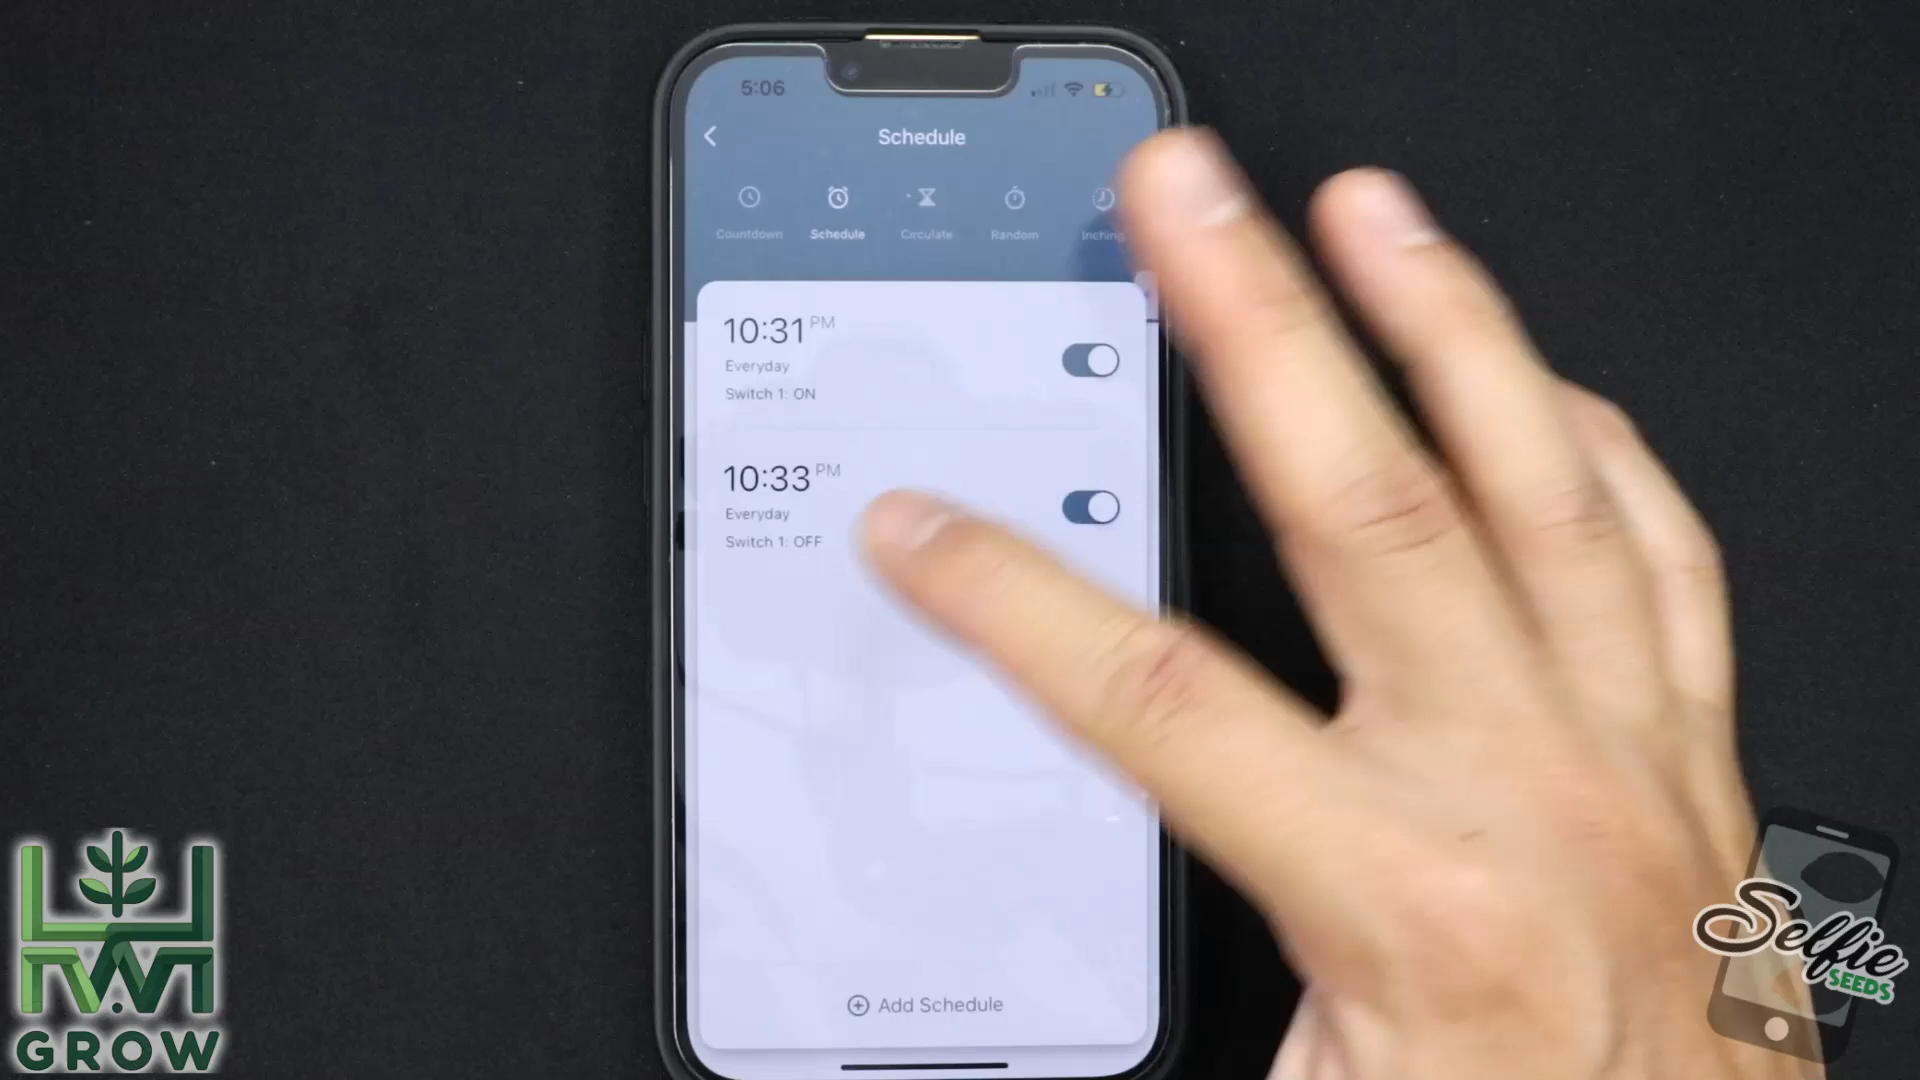 5:06
Schedule
Countdown
Schedule
Circulate
Random
Inching
10:31 PM
Everyday
Switch 1: ON
10:33 PM
Everyday
Switch 1: OFF
Add Schedule
GROW
Selfie
SEEDS